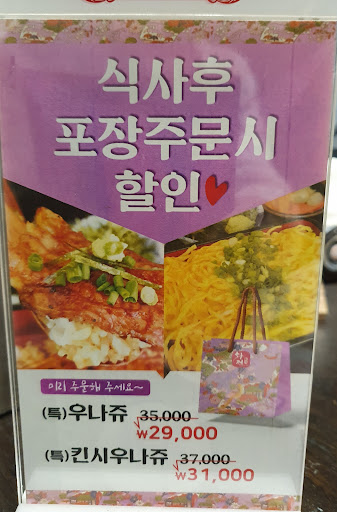 식사후
포장주문시
할인
미리 주문해 주세요~
(특)우나쥬 35,000
₩29,000
(특)킨시우나쥬 37,000
₩31,000